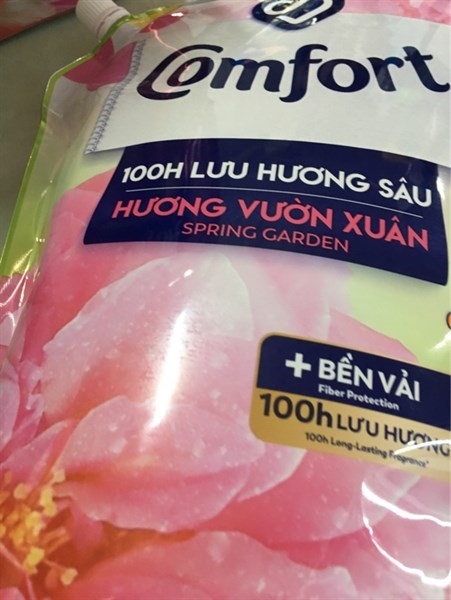 Comfort
100H LƯU HƯƠNG SÂU
HƯƠNG VƯỜN XUÂN
SPRING GARDEN
+ BỀN VẢI
Fiber Protection
100h LƯU HƯƠNG
100h Long-Lasting Fragrance*